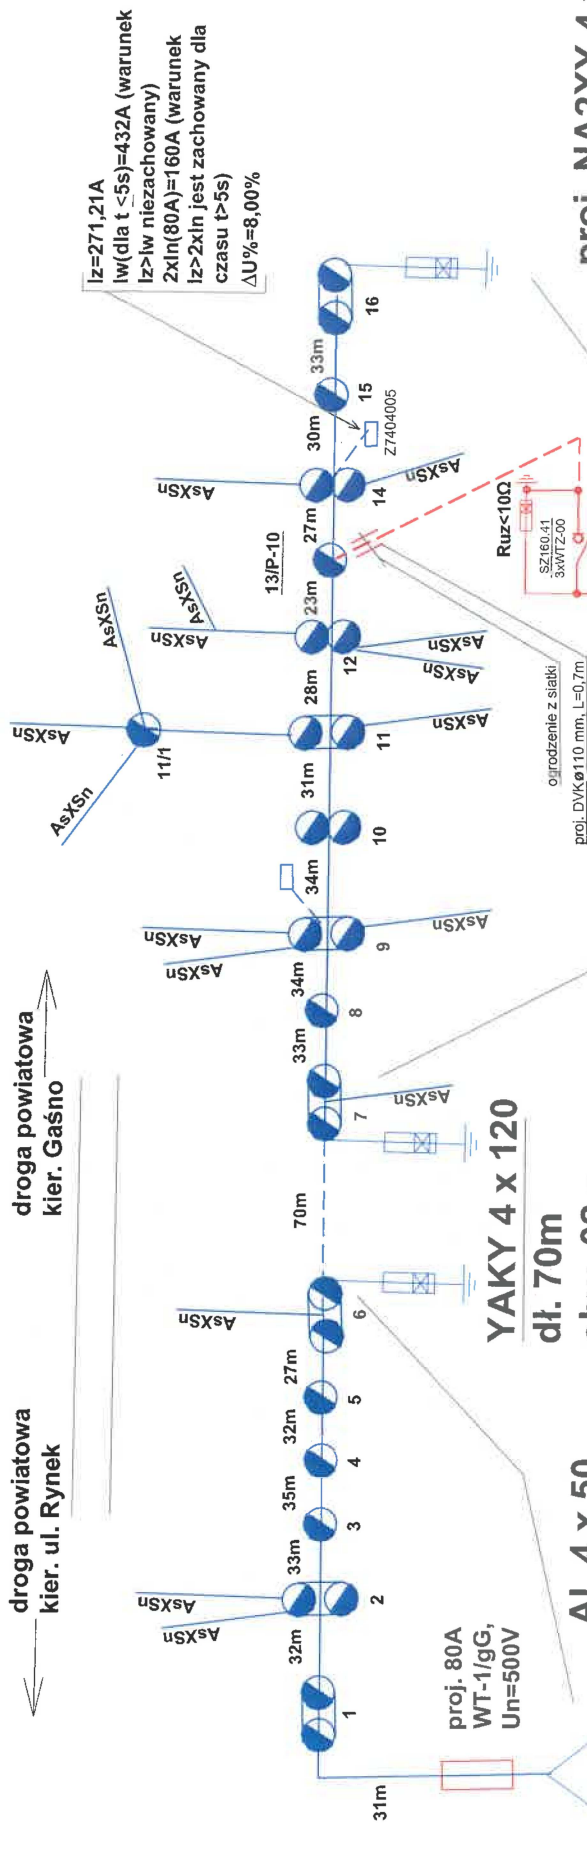 droga powiatowa
kier. ul. Rynek
droga powiatowa
kier. Gaśno
Iz=271,21A
Iw(dla t <5s)=432A (warunek
Iz>Iw niezachowany)
2xIn(80A)=160A (warunek
Iz>2xIn jest zachowany dla
czasu t>5s)
ΔU%=8,00%
31m
proj. 80A
WT-1/gG,
Un=500V
1
32m
AsXSn
AsXSn
2
33m
3
35m
4
32m
5
27m
AsXSn
6
70m
YAKY 4 x 120
dł. 70m
7
AsXSn
33m
8
34m
AsXSn
AsXSn
9
AsXSn
34m
10
31m
AsXSn
AsXSn
AsXSn
11/1
11
AsXSn
28m
AsXSn
AsXSn
12
AsXSn
AsXSn
23m
13/P-10
27m
AsXSn
14
AsXSn
30m
Z7404005
15
33m
16
Ruz<10Ω
SZ160.41
3xWTZ-00
ogrodzenie z siatki
proj. DVKø110 mm, L=0,7m
AL 4 x 50